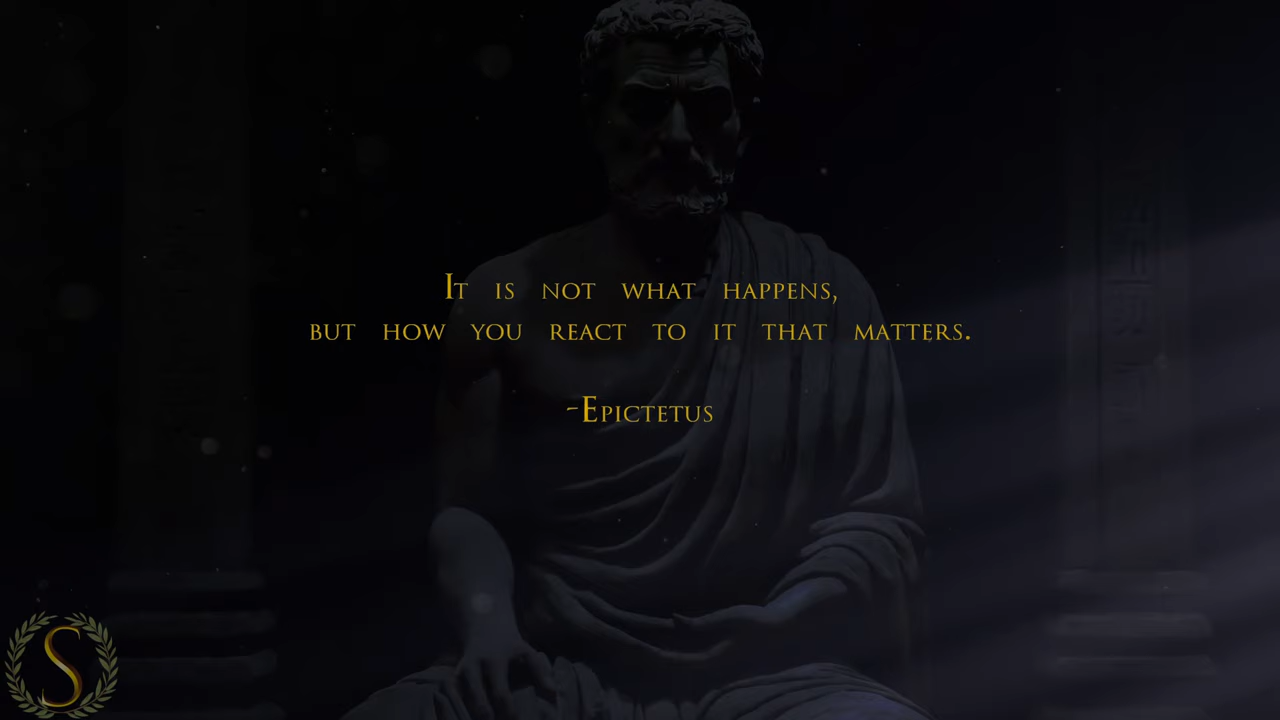 It is not what happens,
but how you react to it that matters.
-Epictetus
S